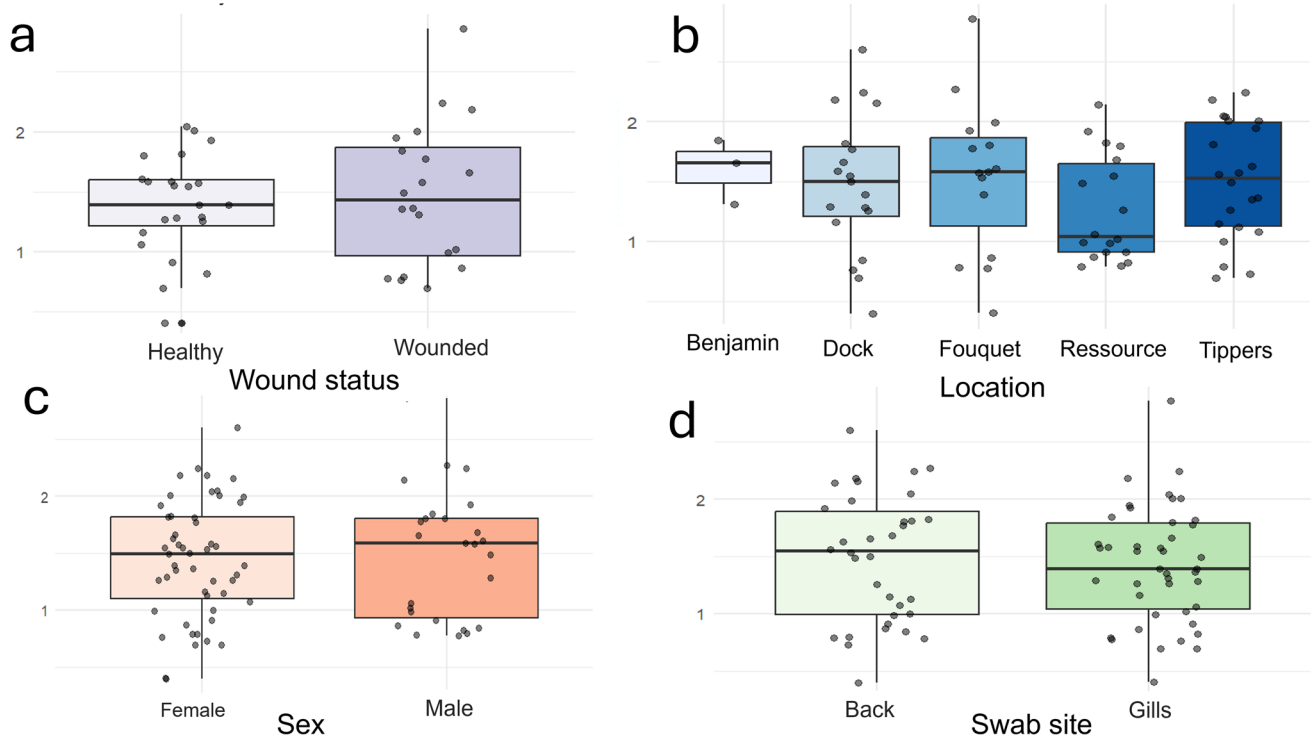 a
2
1
Healthy
Wounded
Wound status
b
2
1
Benjamin
Dock
Fouquet
Ressource
Tippers
Location
c
2
1
Female
Male
Sex
d
2
1
Back
Gills
Swab site